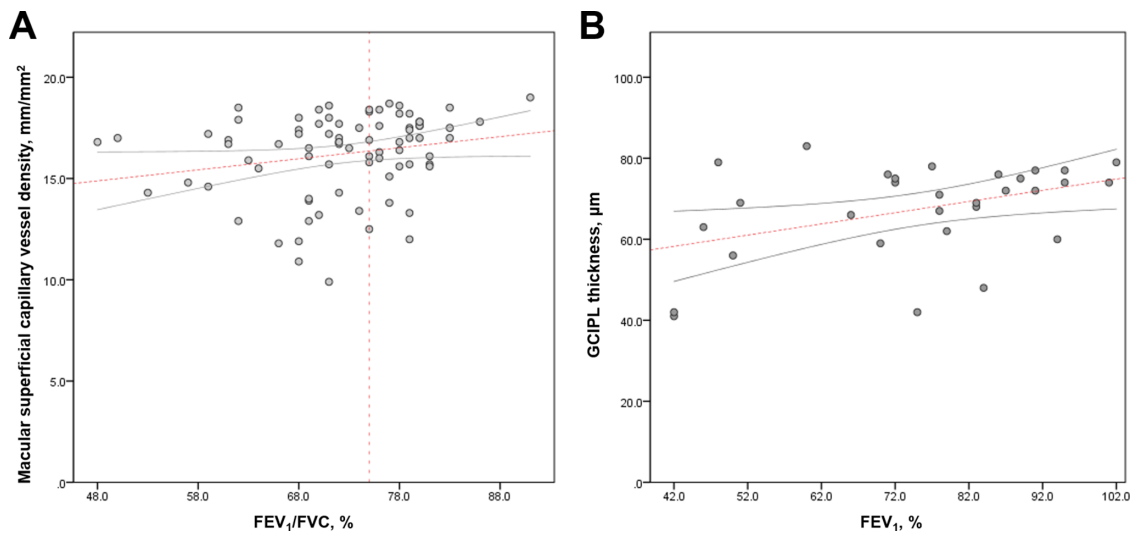 A
Macular superficial capillary vessel density, mm/mm²
20.0
15.0
10.0
5.0
.0
48.0 58.0 68.0 78.0 88.0
FEV₁/FVC, %
B
GCIPL thickness, µm
100.0
80.0
60.0
40.0
20.0
.0
42.0 52.0 62.0 72.0 82.0 92.0 102.0
FEV₁, %